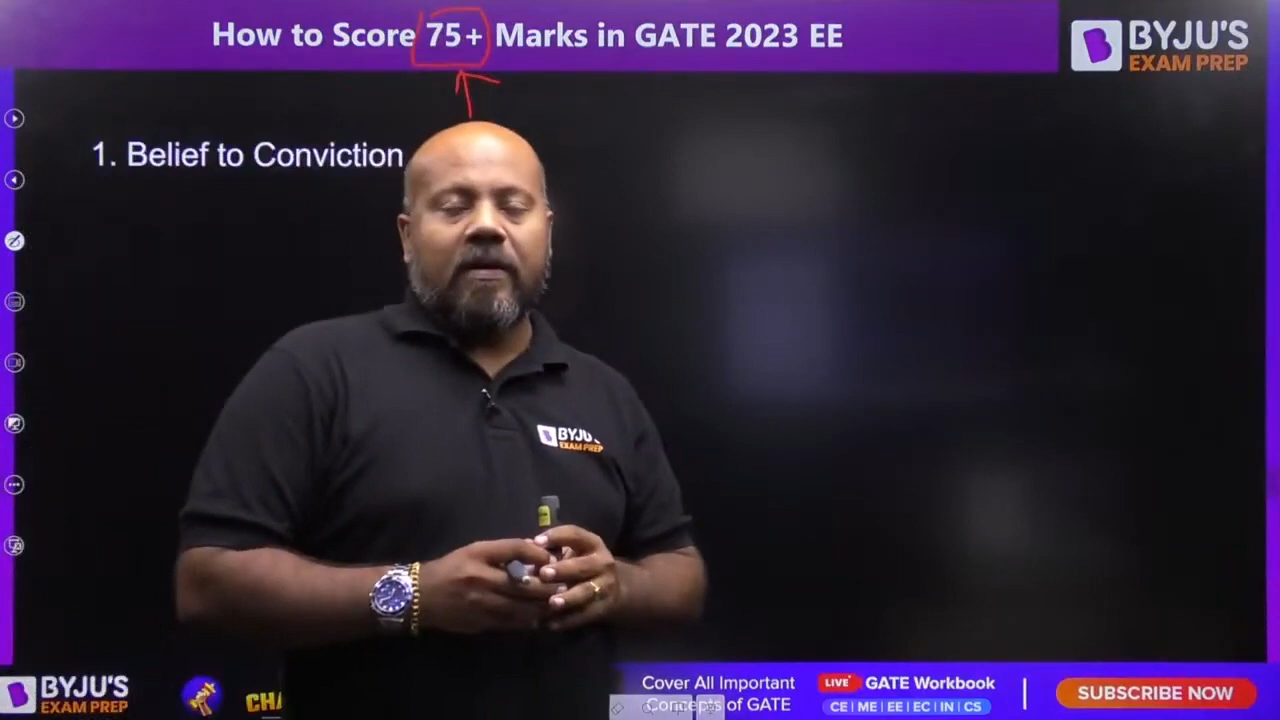 How to Score 75+ Marks in GATE 2023 EE
BYJU'S
EXAM PREP
1. Belief to Conviction
BYJU'S
EXAM PREP
BYJU'S
EXAM PREP
CHA
Cover All Important
Concepts of GATE
LIVE GATE Workbook
CE | ME | EE | EC | IN | CS
SUBSCRIBE NOW